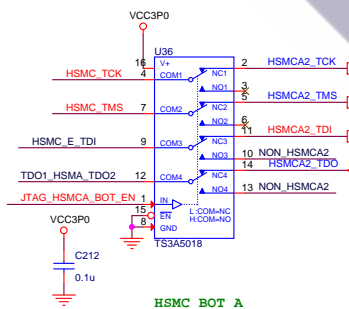 VCC3P0
U36
16 V+
HSMC_TCK 4 COM1 NC1 2 HSMCA2_TCK
NO1 3
HSMC_TMS 7 COM2 NC2 5 HSMCA2_TMS
NO2 6
HSMC_E_TDI 9 COM3 NC3 11 HSMCA2_TDI
NO3 10 NON_HSMCA2
TDO1_HSMA_TDO2 12 COM4 NC4 14 HSMCA2_TDO
NO4 13 NON_HSMCA2
JTAG_HSMCA_BOT_EN 1 IN
15 EN
8 GND
L:COM=NC
H:COM=NO
TS3A5018
VCC3P0
C212
0.1u
HSMC BOT A